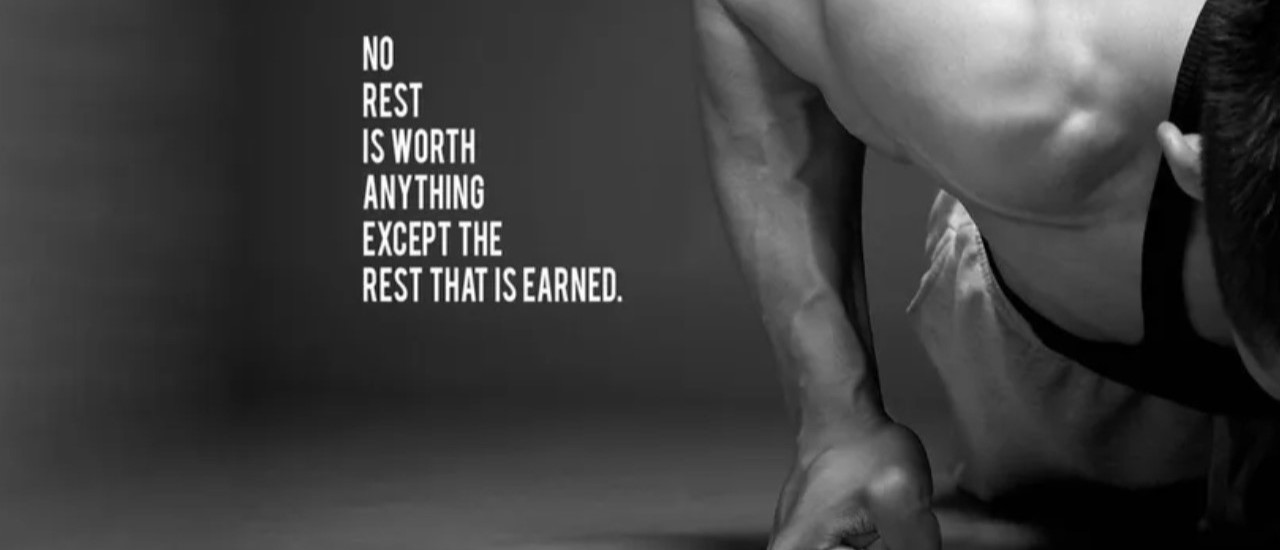 NO
REST
IS WORTH
ANYTHING
EXCEPT THE
REST THAT IS EARNED.